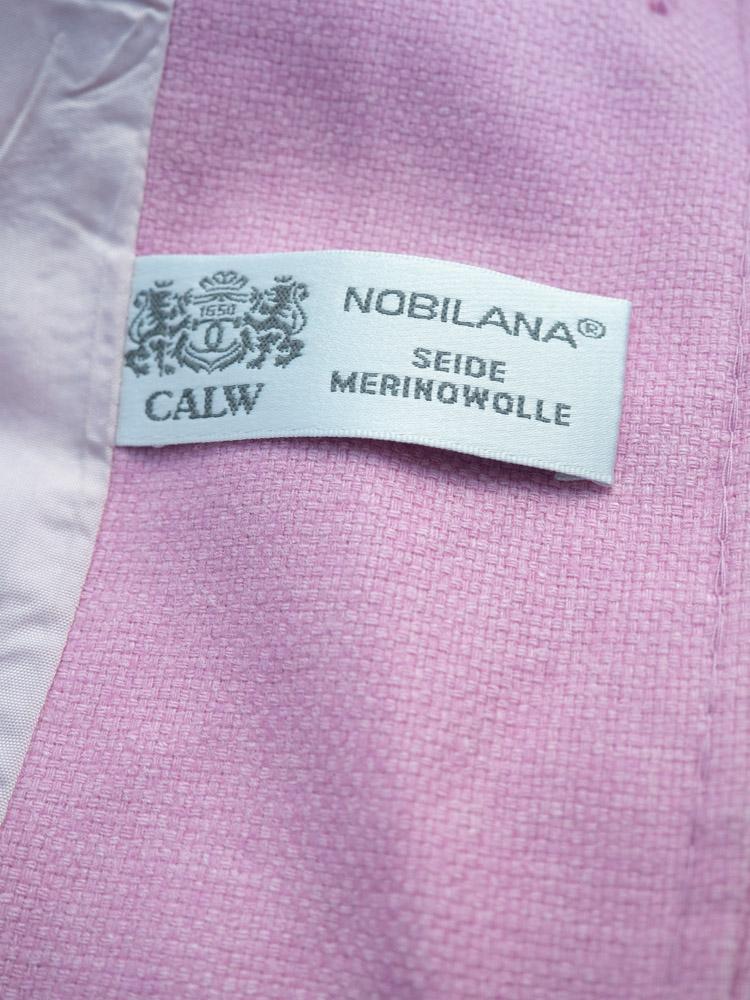 1650
CALW
NOBILANA®
SEIDE
MERINOWOLLE